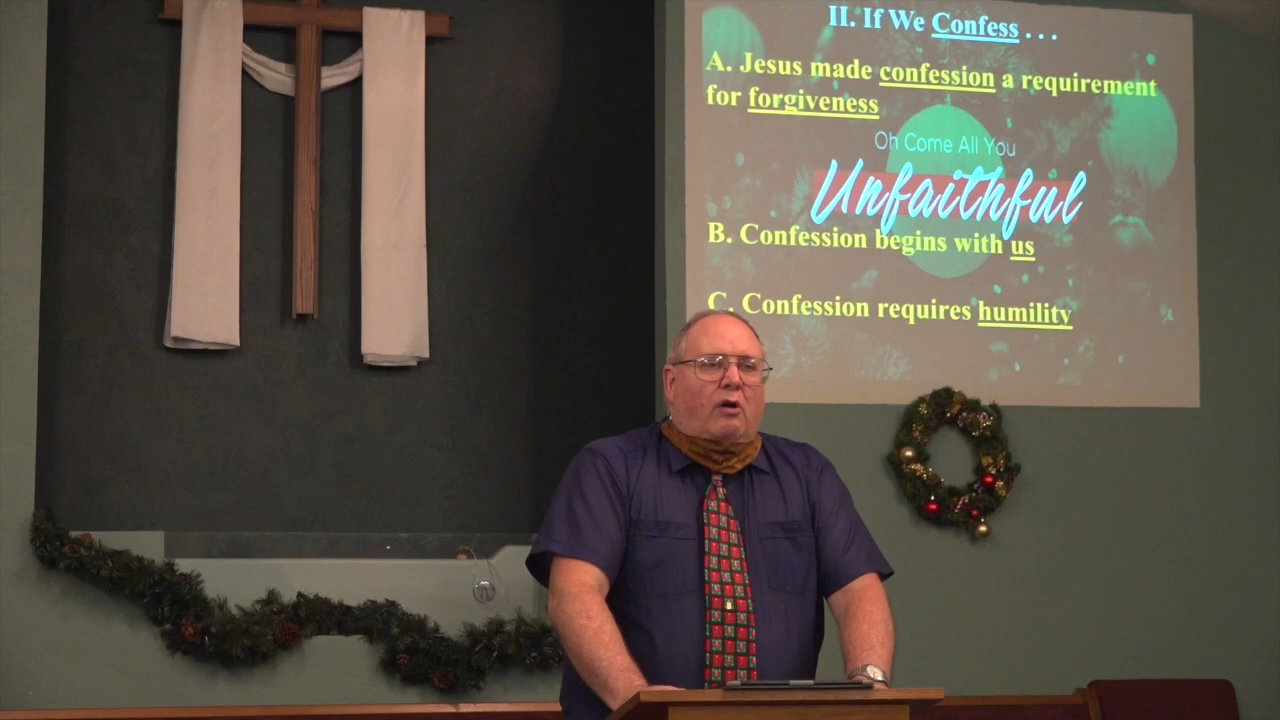 II. If We Confess . . .
A. Jesus made confession a requirement
for forgiveness
Oh Come All You
Unfaithful
B. Confession begins with us
C. Confession requires humility